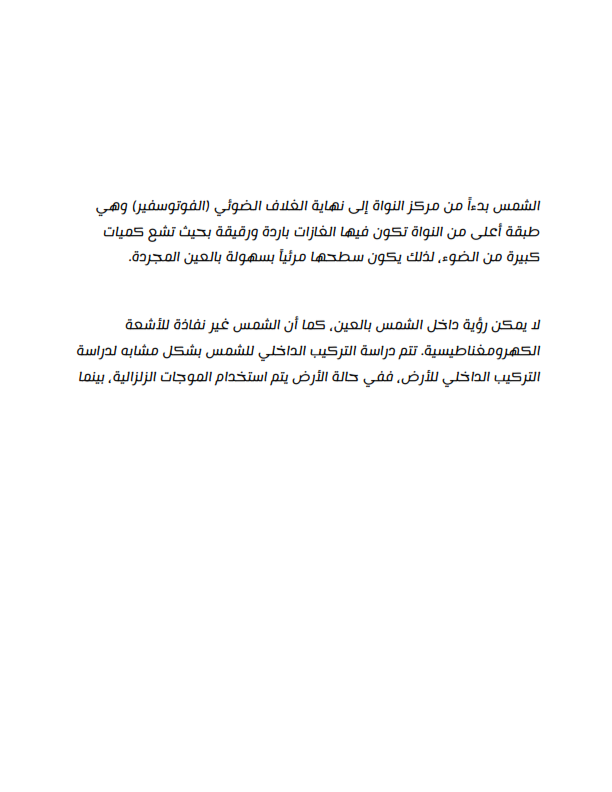 الشمس بدءاً من مركز النواة إلى نهاية الغلاف الضوئي (الفوتوسفير) وهي
طبقة أعلى من النواة تكون فيها الغازات باردة ورقيقة بحيث تشع كميات
كبيرة من الضوء، لذلك يكون سطحها مرئياً بسهولة بالعين المجردة.
لا يمكن رؤية داخل الشمس بالعين، كما أن الشمس غير نفاذة للأشعة
الكهرومغناطيسية. تتم دراسة التركيب الداخلي للشمس بشكل مشابه لدراسة
التركيب الداخلي للأرض، ففي حالة الأرض يتم استخدام الموجات الزلزالية، بينما